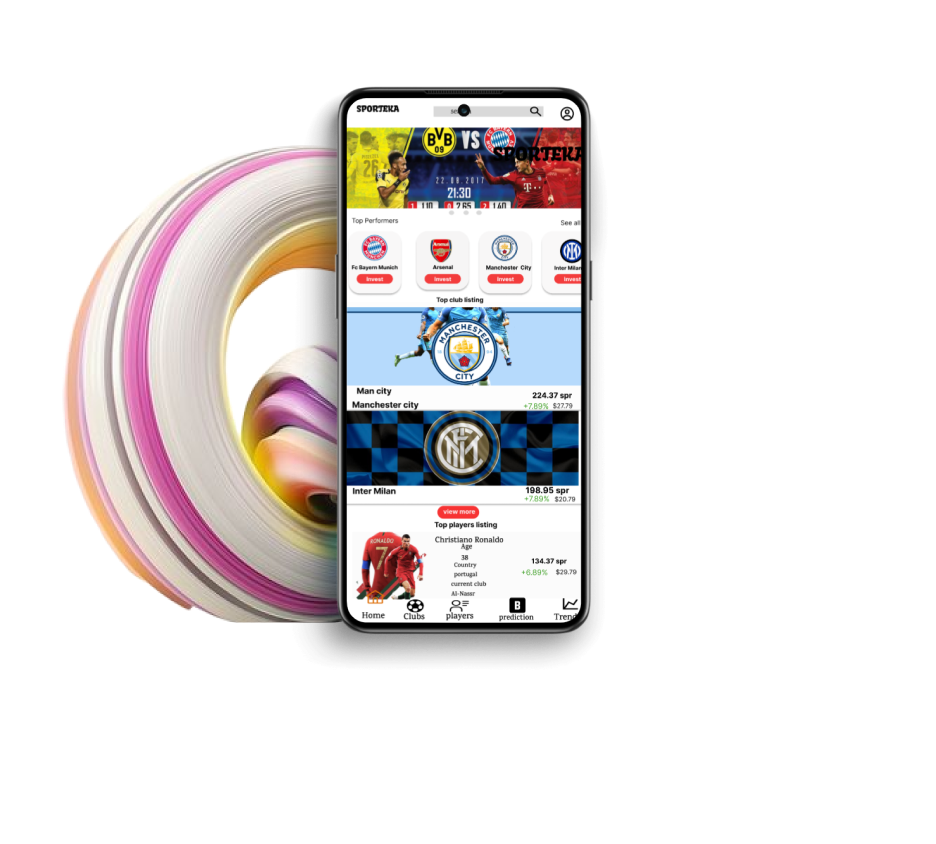 SPORTEKA
se
BVB
09
VS
SPORTEKA
26
22.08.2017
21:30
1 1.10 0 7.65 2 1.40
Top Performers
See all
Fc Bayern Munich
Invest
Arsenal
Arsenal
Invest
Manchester City
Invest
Inter Milan
Invest
Top club listing
MANCHESTER
CITY
Man city
224.37 spr
Manchester city
+7.89% $27.79
Inter Milan
198.95 spr
+7.89% $20.79
view more
Top players listing
RONALDO
7
Christiano Ronaldo
Age
38
Country
portugal
current club
Al-Nassr
134.37 spr
+6.89% $29.79
Home
Clubs
players
B
prediction
Trend